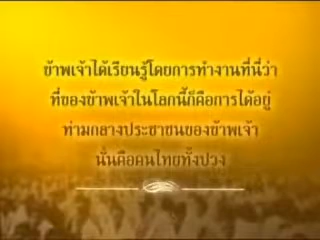 ข้าพเจ้าได้เรียนรู้โดยการทำงานที่นี่ว่า
ที่ของข้าพเจ้าในโลกนี้ก็คือการได้อยู่
ท่ามกลางประชาชนของข้าพเจ้า
นั่นคือคนไทยทั้งปวง